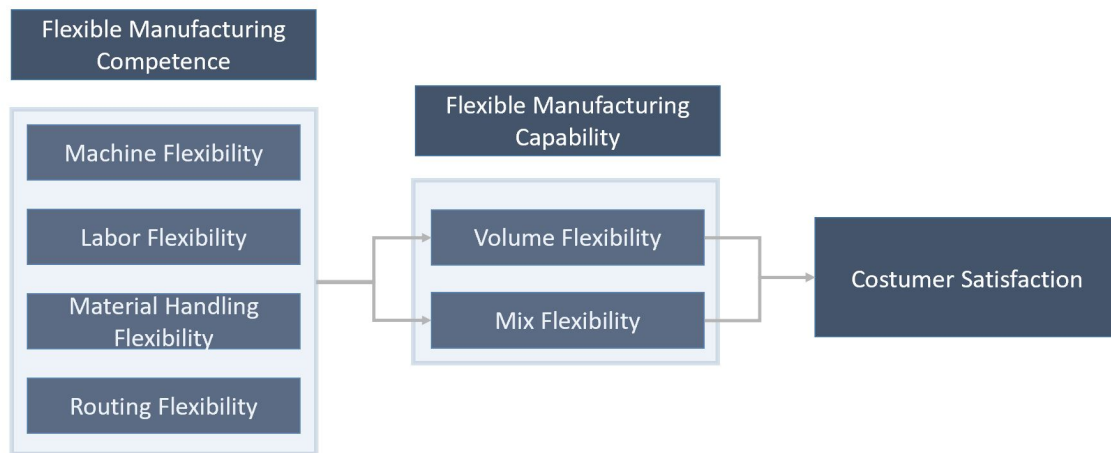 Flexible Manufacturing
Competence
Machine Flexibility
Labor Flexibility
Material Handling
Flexibility
Routing Flexibility
Flexible Manufacturing
Capability
Volume Flexibility
Mix Flexibility
Costumer Satisfaction